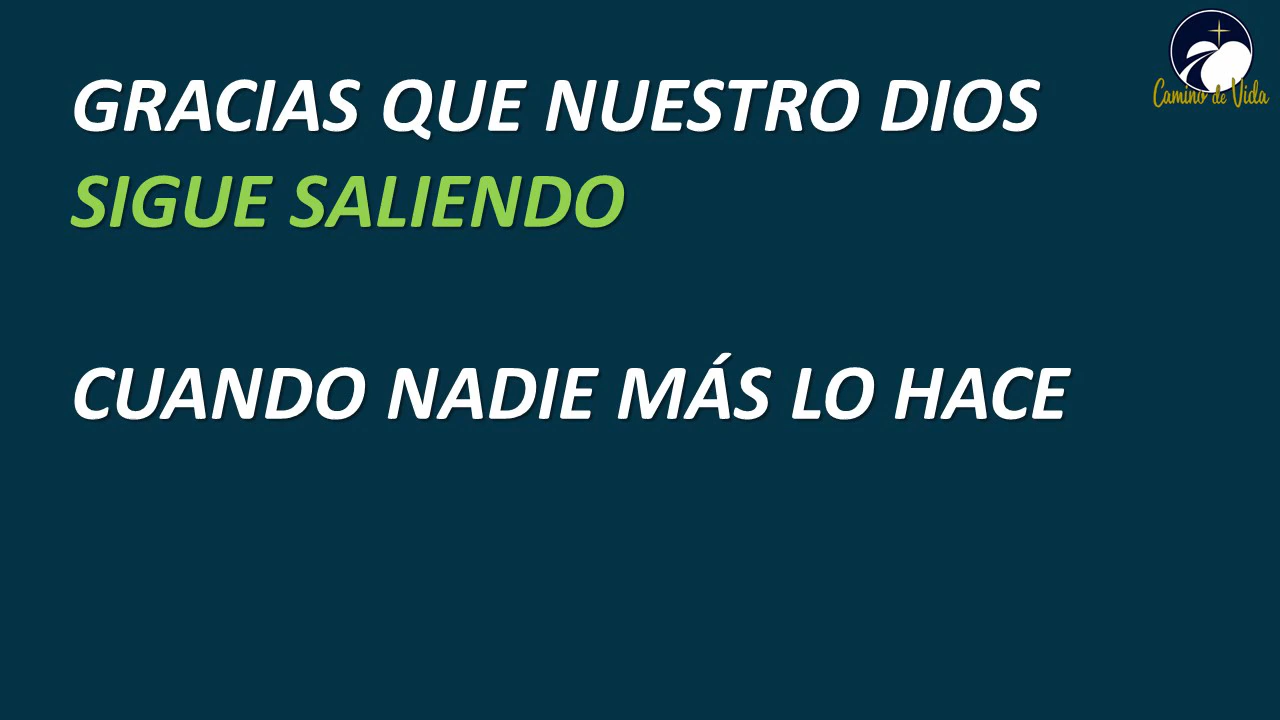 GRACIAS QUE NUESTRO DIOS
SIGUE SALIENDO
CUANDO NADIE MÁS LO HACE
Camino de Vida